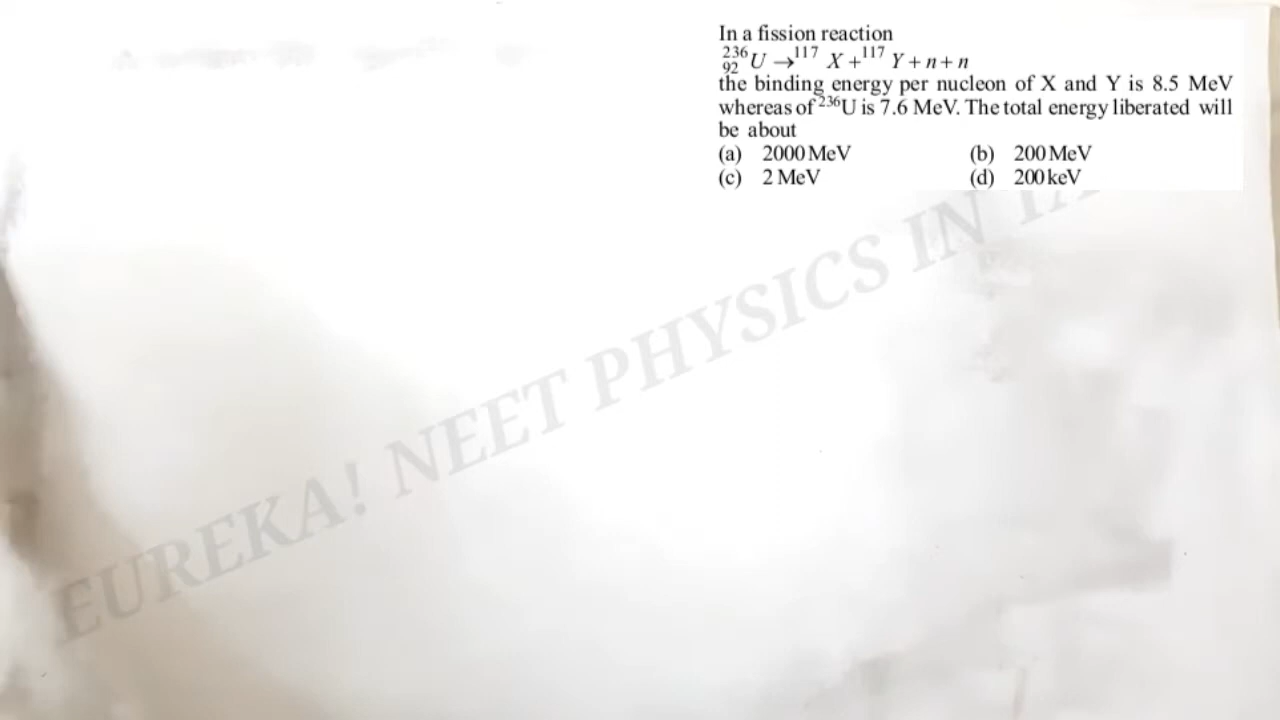 In a fission reaction
²³⁶₉₂U →¹¹⁷ X +¹¹⁷ Y + n + n
the binding energy per nucleon of X and Y is 8.5 MeV
whereas of ²³⁶U is 7.6 MeV. The total energy liberated will
be about
(a) 2000 MeV (b) 200 MeV
(c) 2 MeV (d) 200 keV
EUREKA! NEET PHYSICS IN